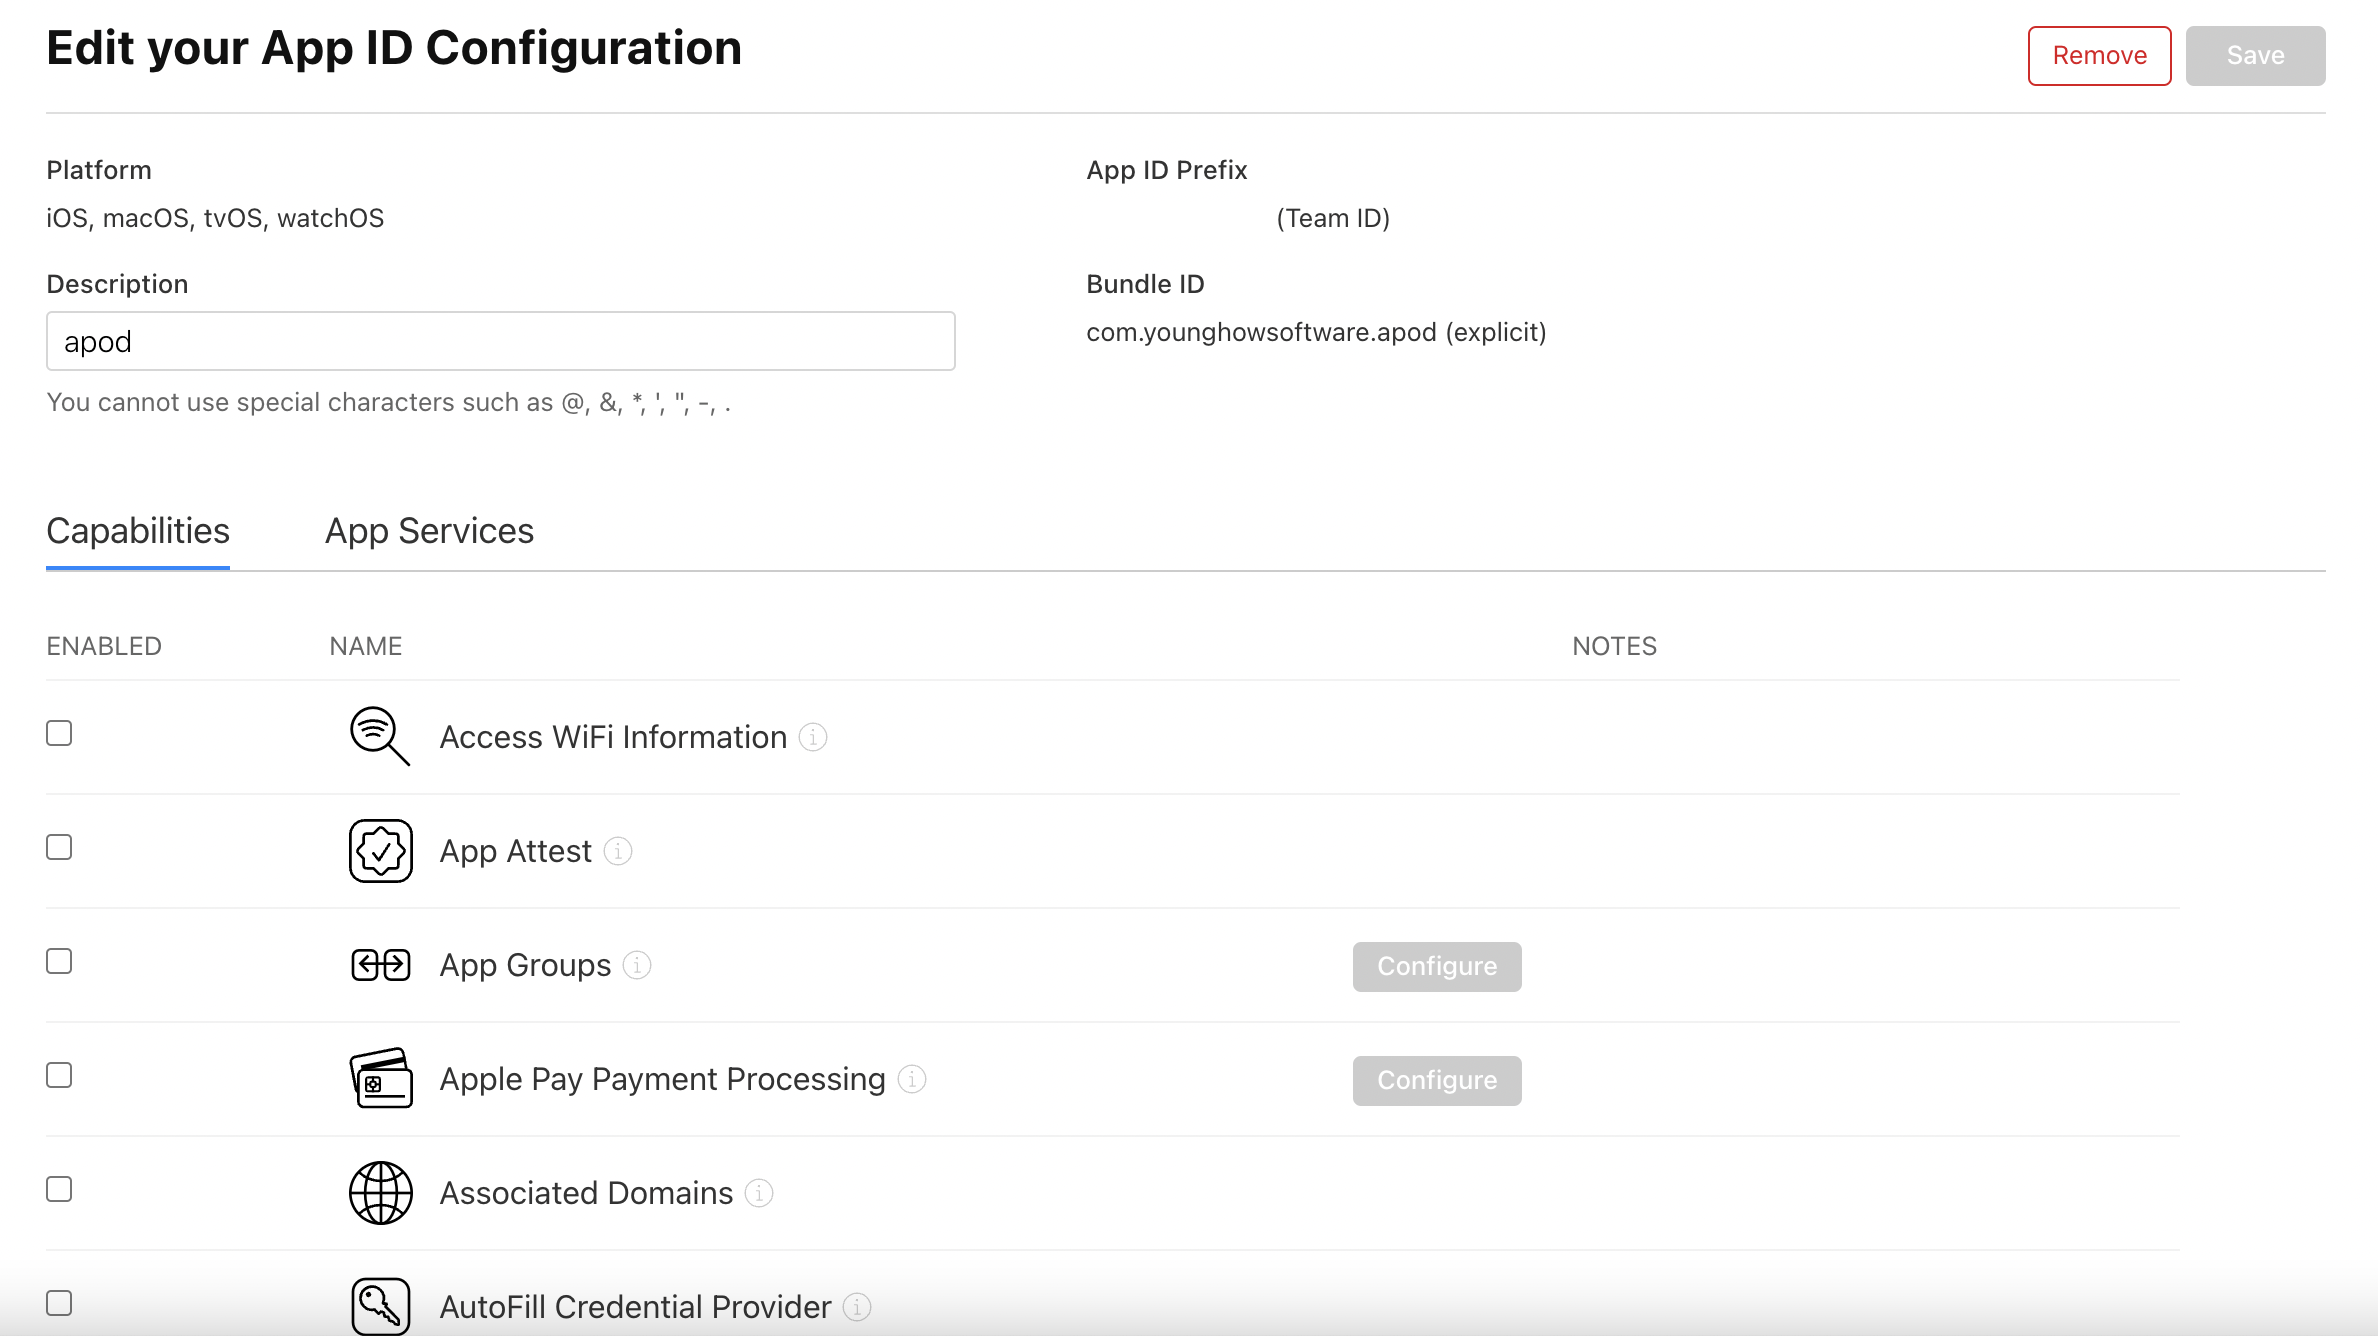 Edit your App ID Configuration
Remove
Save
Platform
App ID Prefix
iOS, macOS, tvOS, watchOS
(Team ID)
Description
Bundle ID
apod
com.younghowsoftware.apod (explicit)
You cannot use special characters such as @, &, *, ', ", -, .
Capabilities
App Services
ENABLED
NAME
NOTES
Access WiFi Information
App Attest
App Groups
Configure
Apple Pay Payment Processing
Configure
Associated Domains
AutoFill Credential Provider